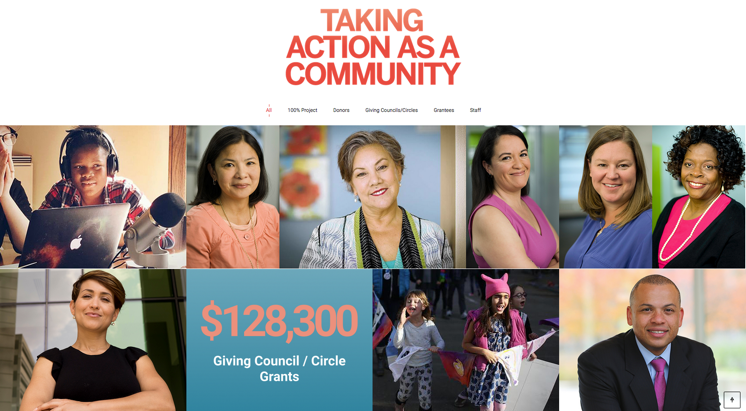 TAKING
ACTION AS A
COMMUNITY
All
100% Project
Donors
Giving Councils/Circles
Grantees
Staff
$128,300
Giving Council / Circle
Grants